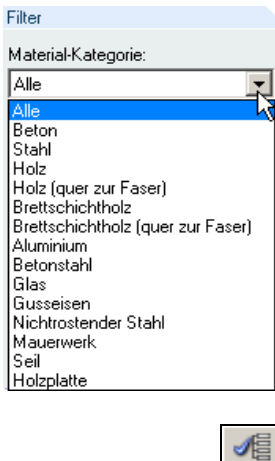 Filter
Material-Kategorie:
Alle
Alle
Beton
Stahl
Holz
Holz (quer zur Faser)
Brettschichtholz
Brettschichtholz (quer zur Faser)
Aluminium
Betonstahl
Glas
Gusseisen
Nichtrostender Stahl
Mauerwerk
Seil
Holzplatte